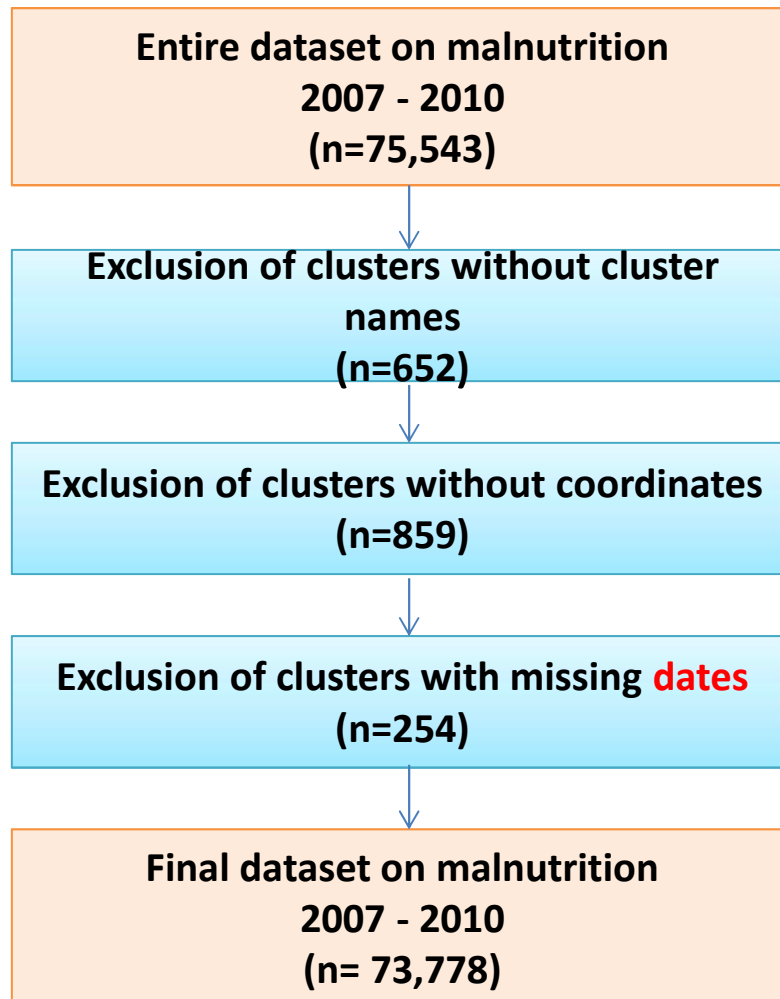 Entire dataset on malnutrition
2007 - 2010
(n=75,543)
Exclusion of clusters without cluster
names
(n=652)
Exclusion of clusters without coordinates
(n=859)
Exclusion of clusters with missing dates
(n=254)
Final dataset on malnutrition
2007 - 2010
(n= 73,778)